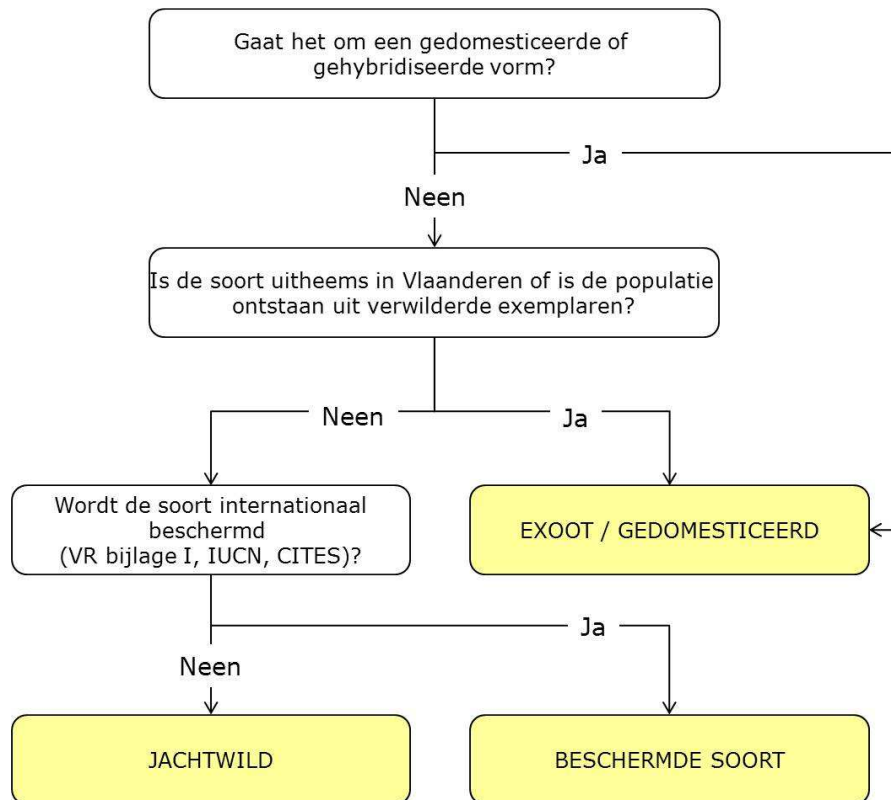 Gaat het om een gedomesticeerde of
gehybridiseerde vorm?
Ja
Neen
Is de soort uitheems in Vlaanderen of is de populatie
ontstaan uit verwilderde exemplaren?
Neen
Ja
Wordt de soort internationaal
beschermd
(VR bijlage I, IUCN, CITES)?
EXOOT / GEDOMESTICEERD
Ja
Neen
JACHTWILD
BESCHERMDE SOORT